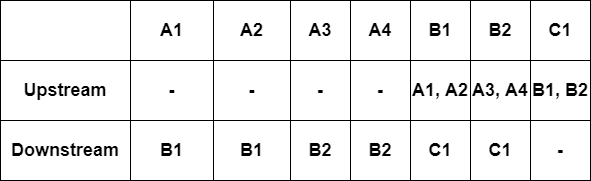 A1 A2 A3 A4 B1 B2 C1
Upstream - - - - A1, A2 A3, A4 B1, B2
Downstream B1 B1 B2 B2 C1 C1 -